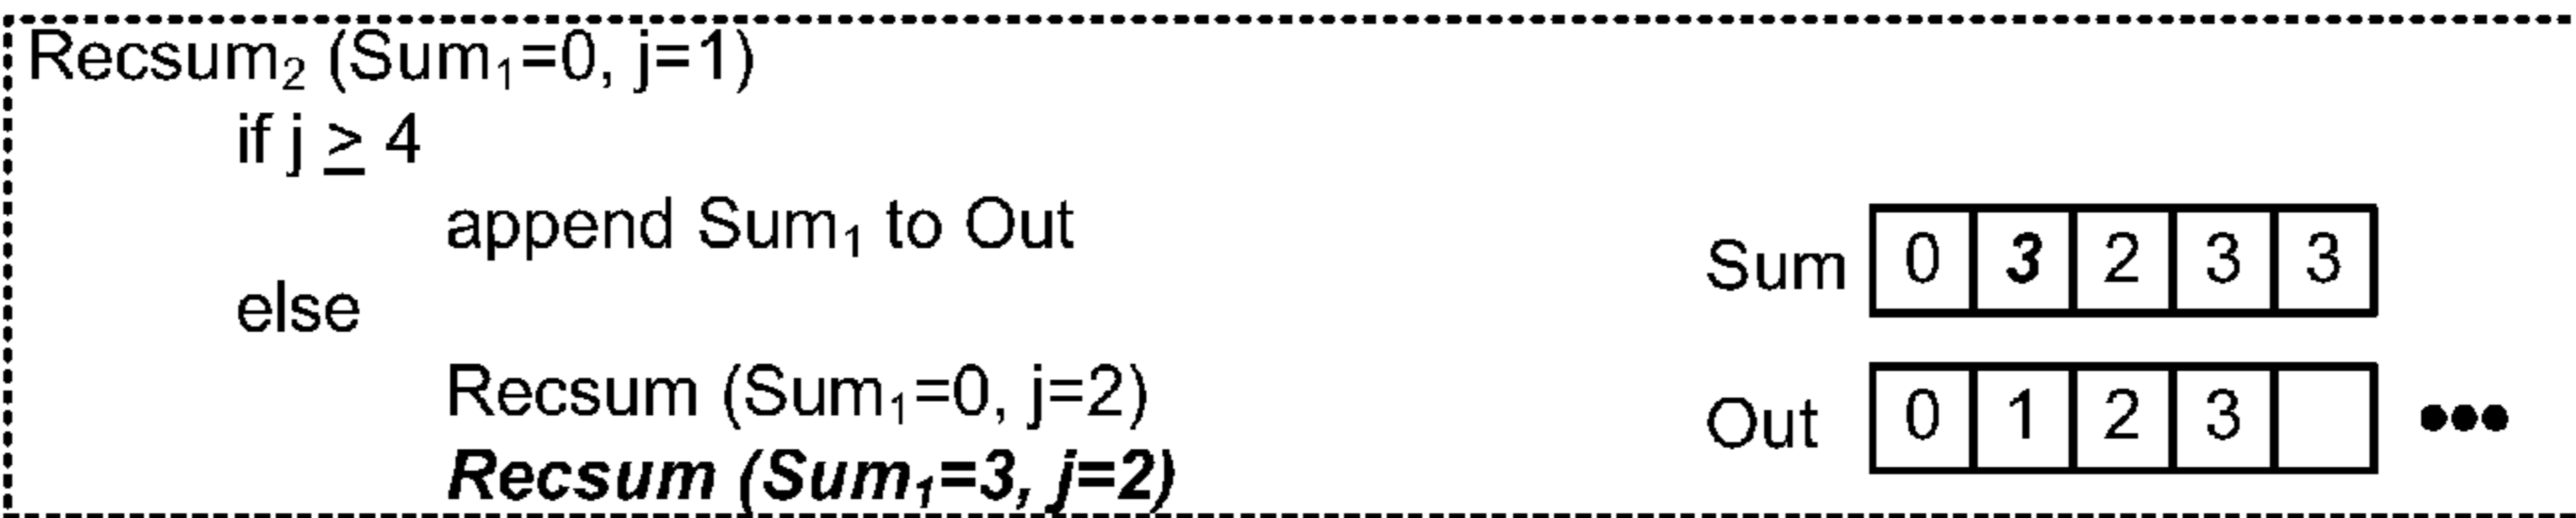 Recsum₂ (Sum₁=0, j=1)
if j ≥ 4
append Sum₁ to Out
else
Recsum (Sum₁=0, j=2)
Recsum (Sum₁=3, j=2)
Sum 0 3 2 3 3
Out 0 1 2 3 •••